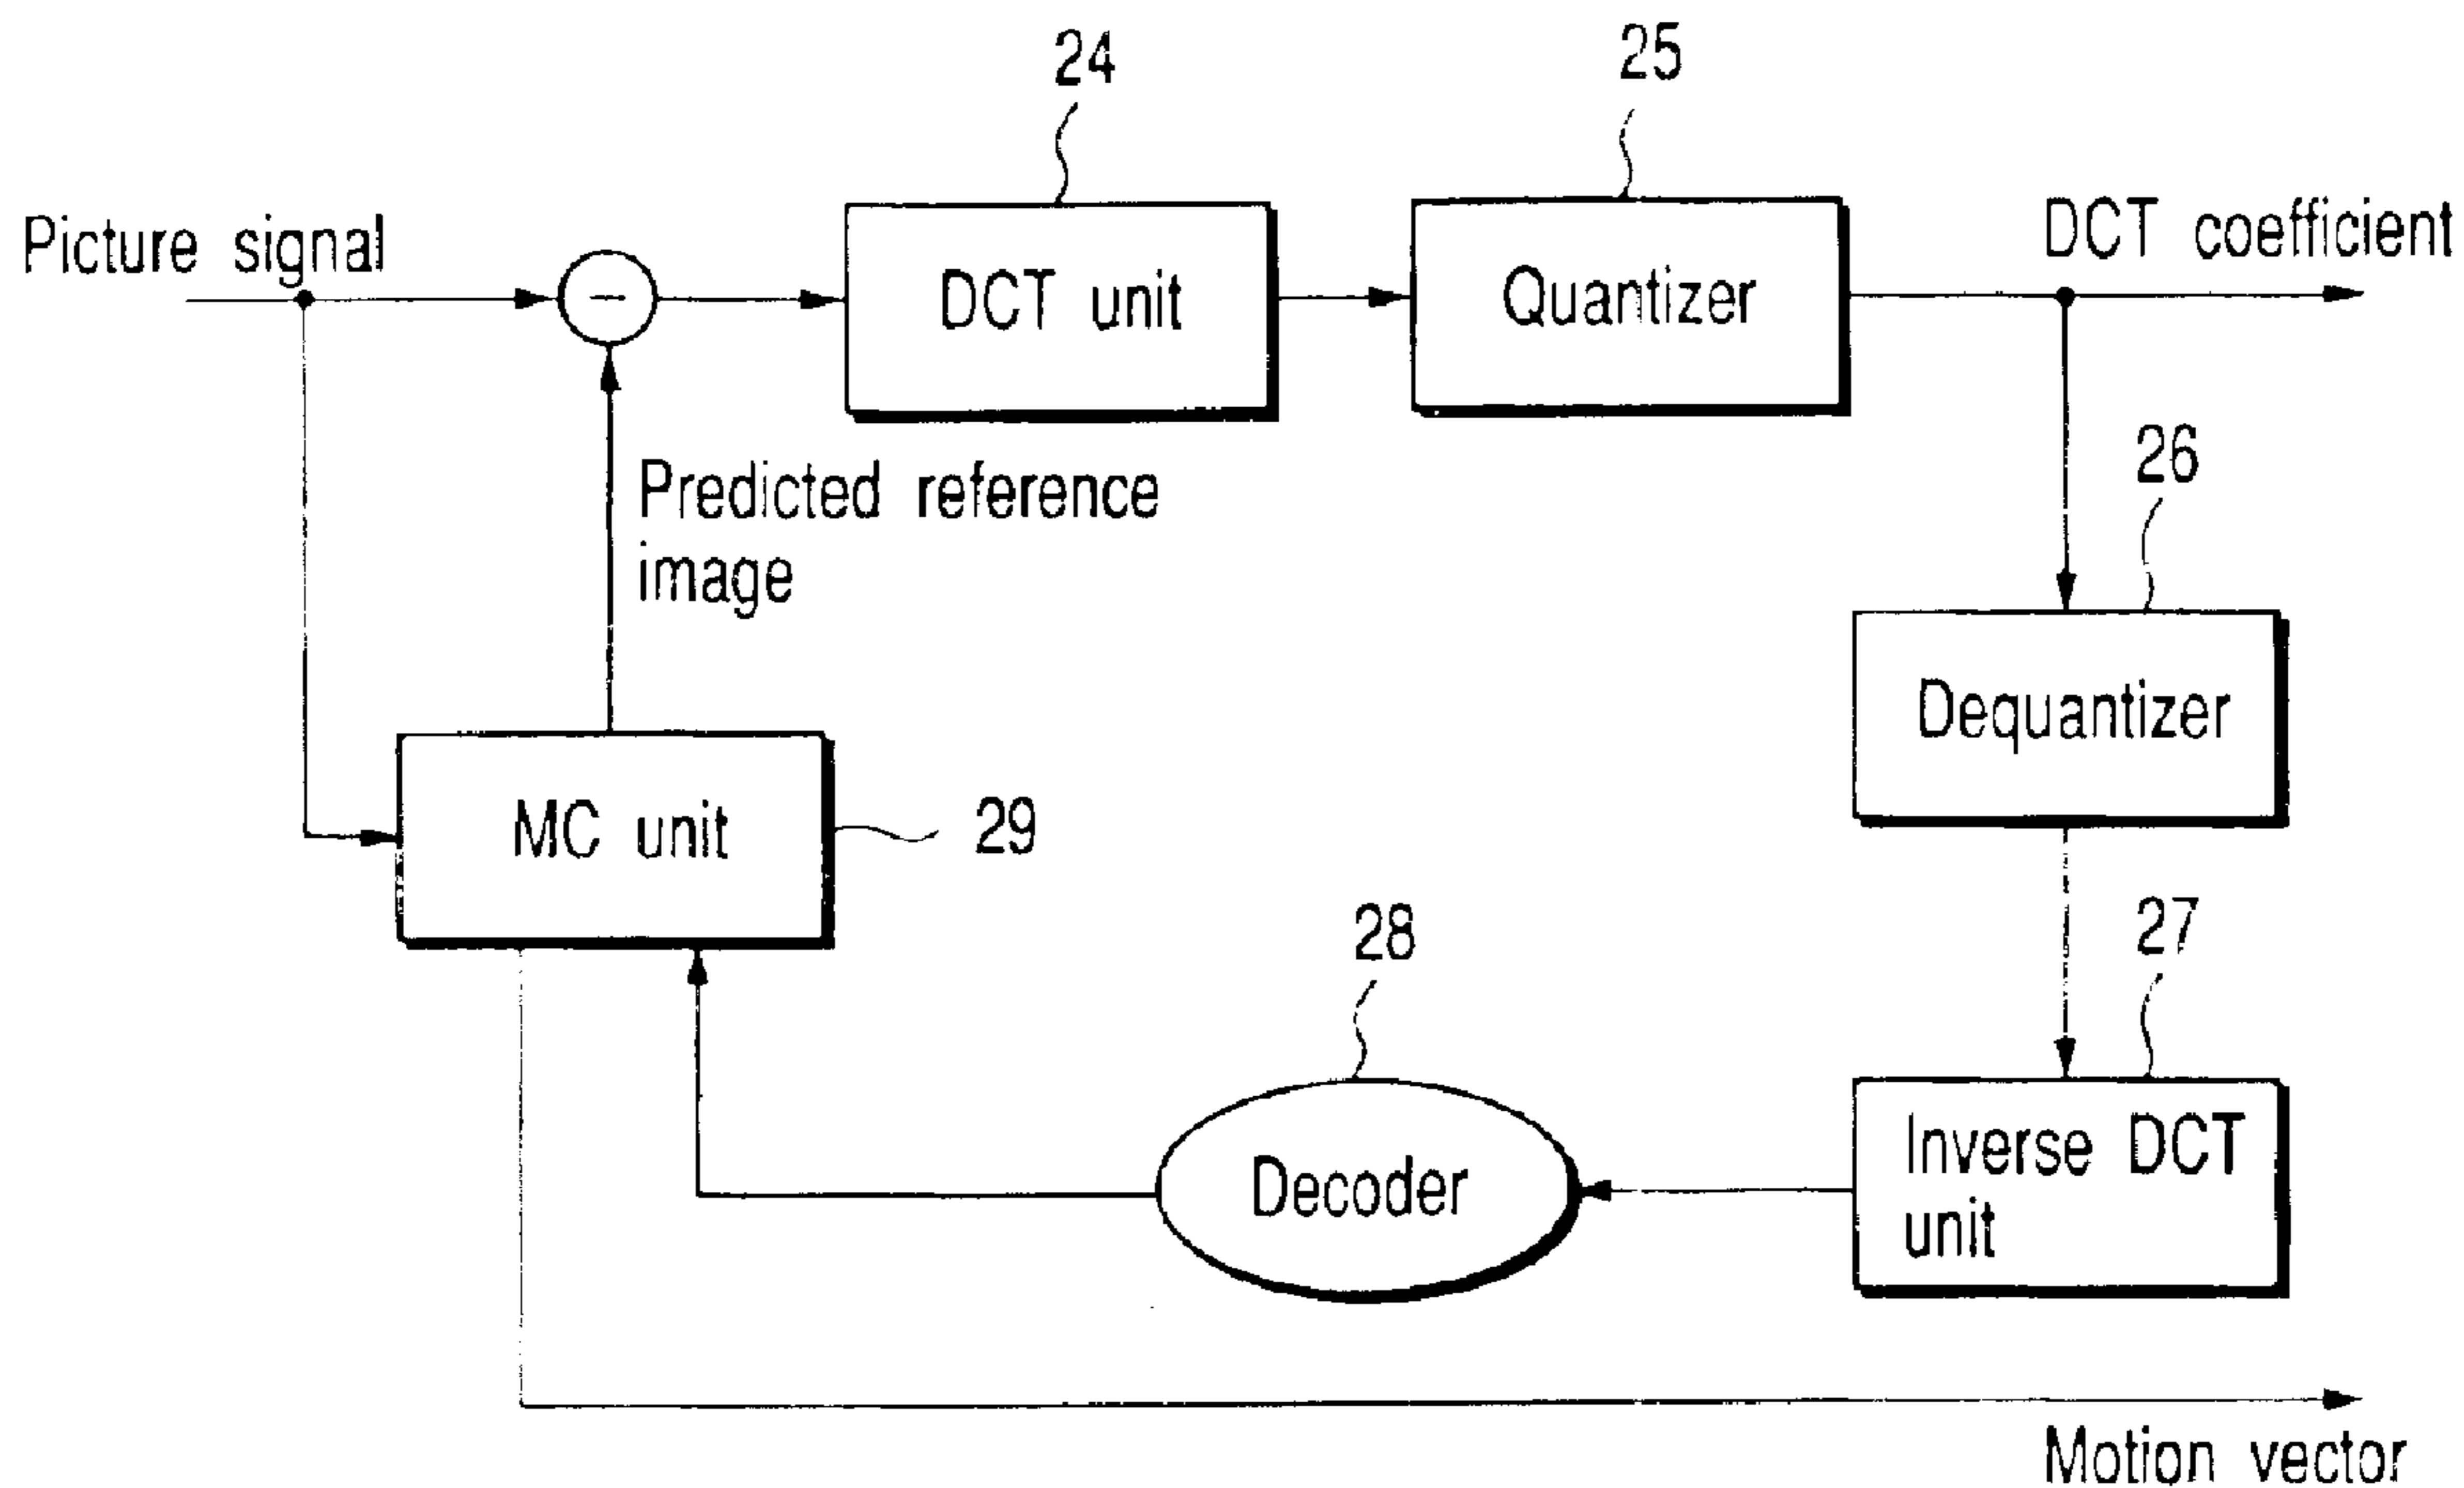 24
25
Picture signal
DCT coefficient
−
DCT unit
Quantizer
Predicted reference
image
26
Dequantizer
MC unit
29
28
27
Decoder
Inverse DCT
unit
Motion vector